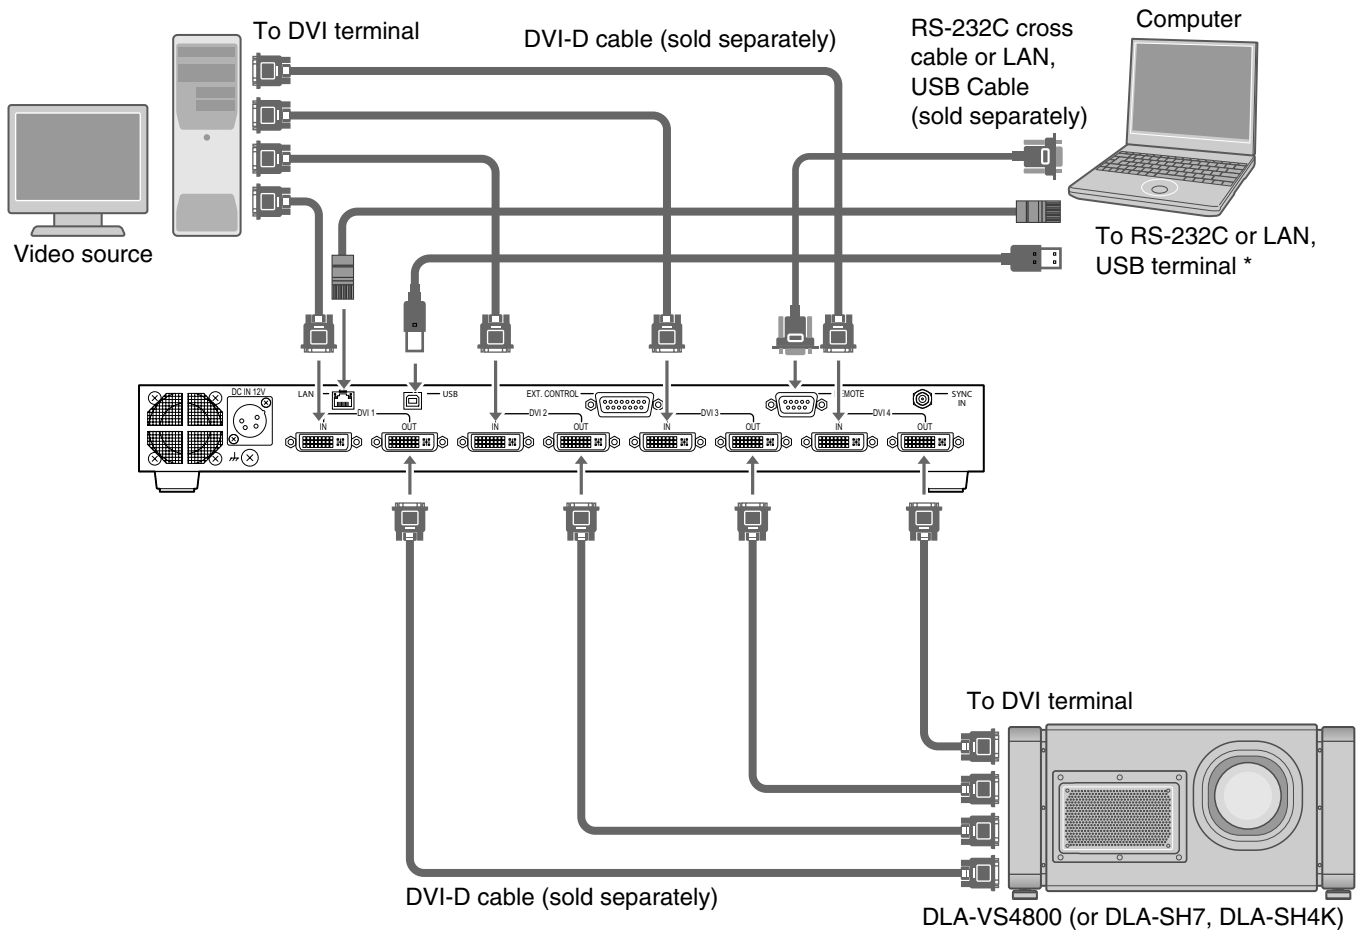 To DVI terminal
DVI-D cable (sold separately)
RS-232C cross
cable or LAN,
USB Cable
(sold separately)
Computer
Video source
To RS-232C or LAN,
USB terminal *
DC IN 12V
LAN
USB
EXT. CONTROL
EMOTE
SYNC
IN
DVI 1
DVI 2
DVI 3
DVI 4
IN
OUT
IN
OUT
IN
OUT
IN
OUT
To DVI terminal
DVI-D cable (sold separately)
DLA-VS4800 (or DLA-SH7, DLA-SH4K)